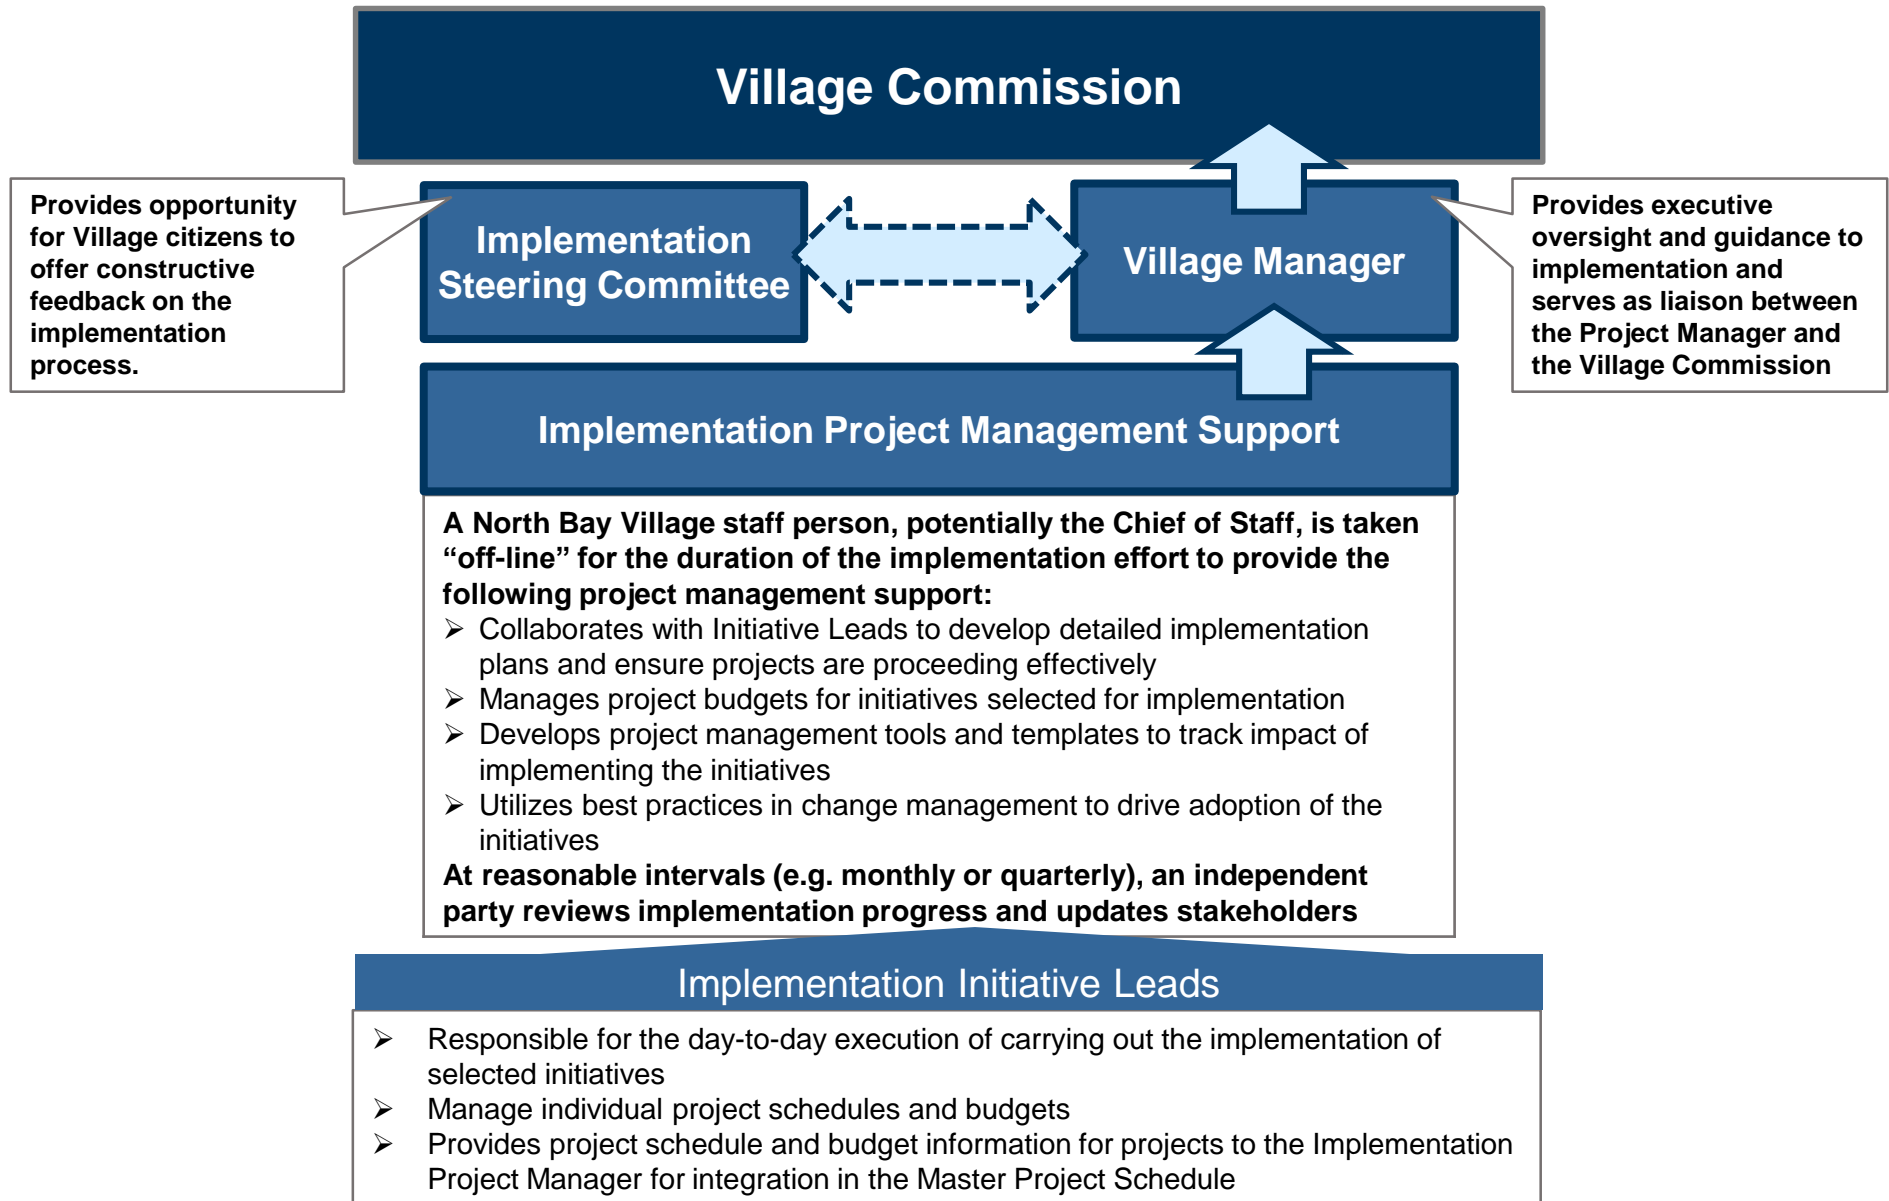 Village Commission
Provides opportunity
for Village citizens to
offer constructive
feedback on the
implementation
process.
Implementation
Steering Committee
Village Manager
Provides executive
oversight and guidance to
implementation and
serves as liaison between
the Project Manager and
the Village Commission
Implementation Project Management Support
A North Bay Village staff person, potentially the Chief of Staff, is taken
“off-line” for the duration of the implementation effort to provide the
following project management support:
➢ Collaborates with Initiative Leads to develop detailed implementation
plans and ensure projects are proceeding effectively
➢ Manages project budgets for initiatives selected for implementation
➢ Develops project management tools and templates to track impact of
implementing the initiatives
➢ Utilizes best practices in change management to drive adoption of the
initiatives
At reasonable intervals (e.g. monthly or quarterly), an independent
party reviews implementation progress and updates stakeholders
Implementation Initiative Leads
➢ Responsible for the day-to-day execution of carrying out the implementation of
selected initiatives
➢ Manage individual project schedules and budgets
➢ Provides project schedule and budget information for projects to the Implementation
Project Manager for integration in the Master Project Schedule